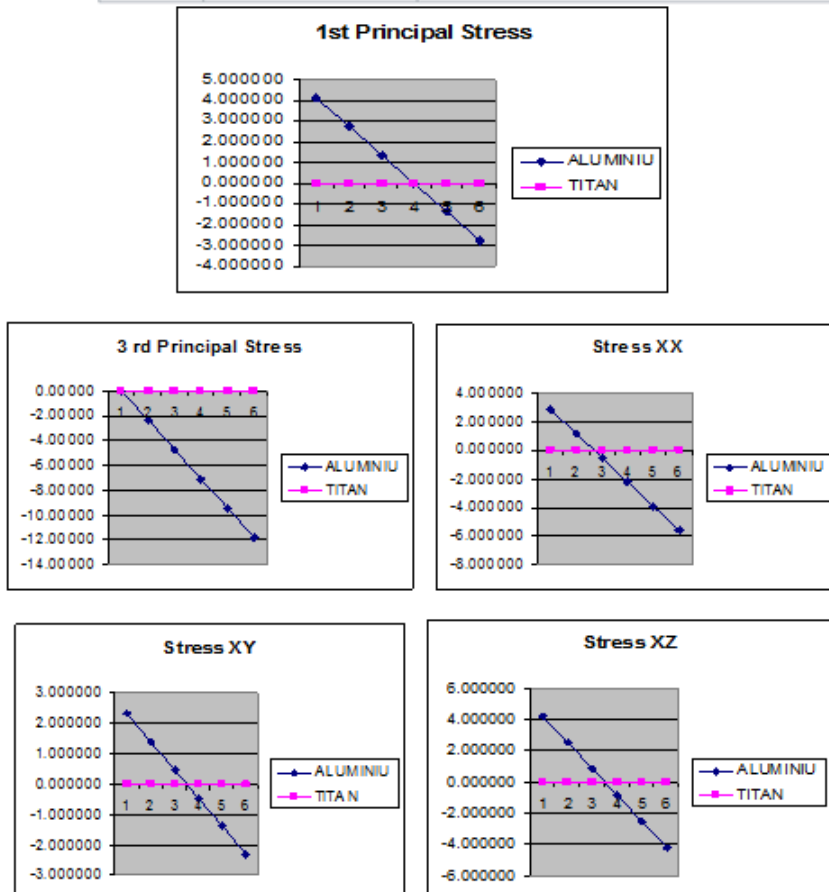 1st Principal Stress
5.000000
4.000000
3.000000
2.000000
1.000000
0.000000
-1.000000
-2.000000
-3.000000
-4.000000
1 2 3 4 5 6
ALUMINIU
TITAN
3 rd Principal Stress
0.00000
-2.00000
-4.00000
-6.00000
-8.00000
-10.00000
-12.00000
-14.00000
1 2 3 4 5 6
ALUMNIU
TITAN
Stress XX
4.000000
2.000000
0.000000
-2.000000
-4.000000
-6.000000
-8.000000
1 2 3 4 5 6
ALUMINIU
TITAN
Stress XY
3.000000
2.000000
1.000000
0.000000
-1.000000
-2.000000
-3.000000
1 2 3 4 5 6
ALUMINIU
TITAN
Stress XZ
6.000000
4.000000
2.000000
0.000000
-2.000000
-4.000000
-6.000000
1 2 3 4 5 6
ALUMINIU
TITAN